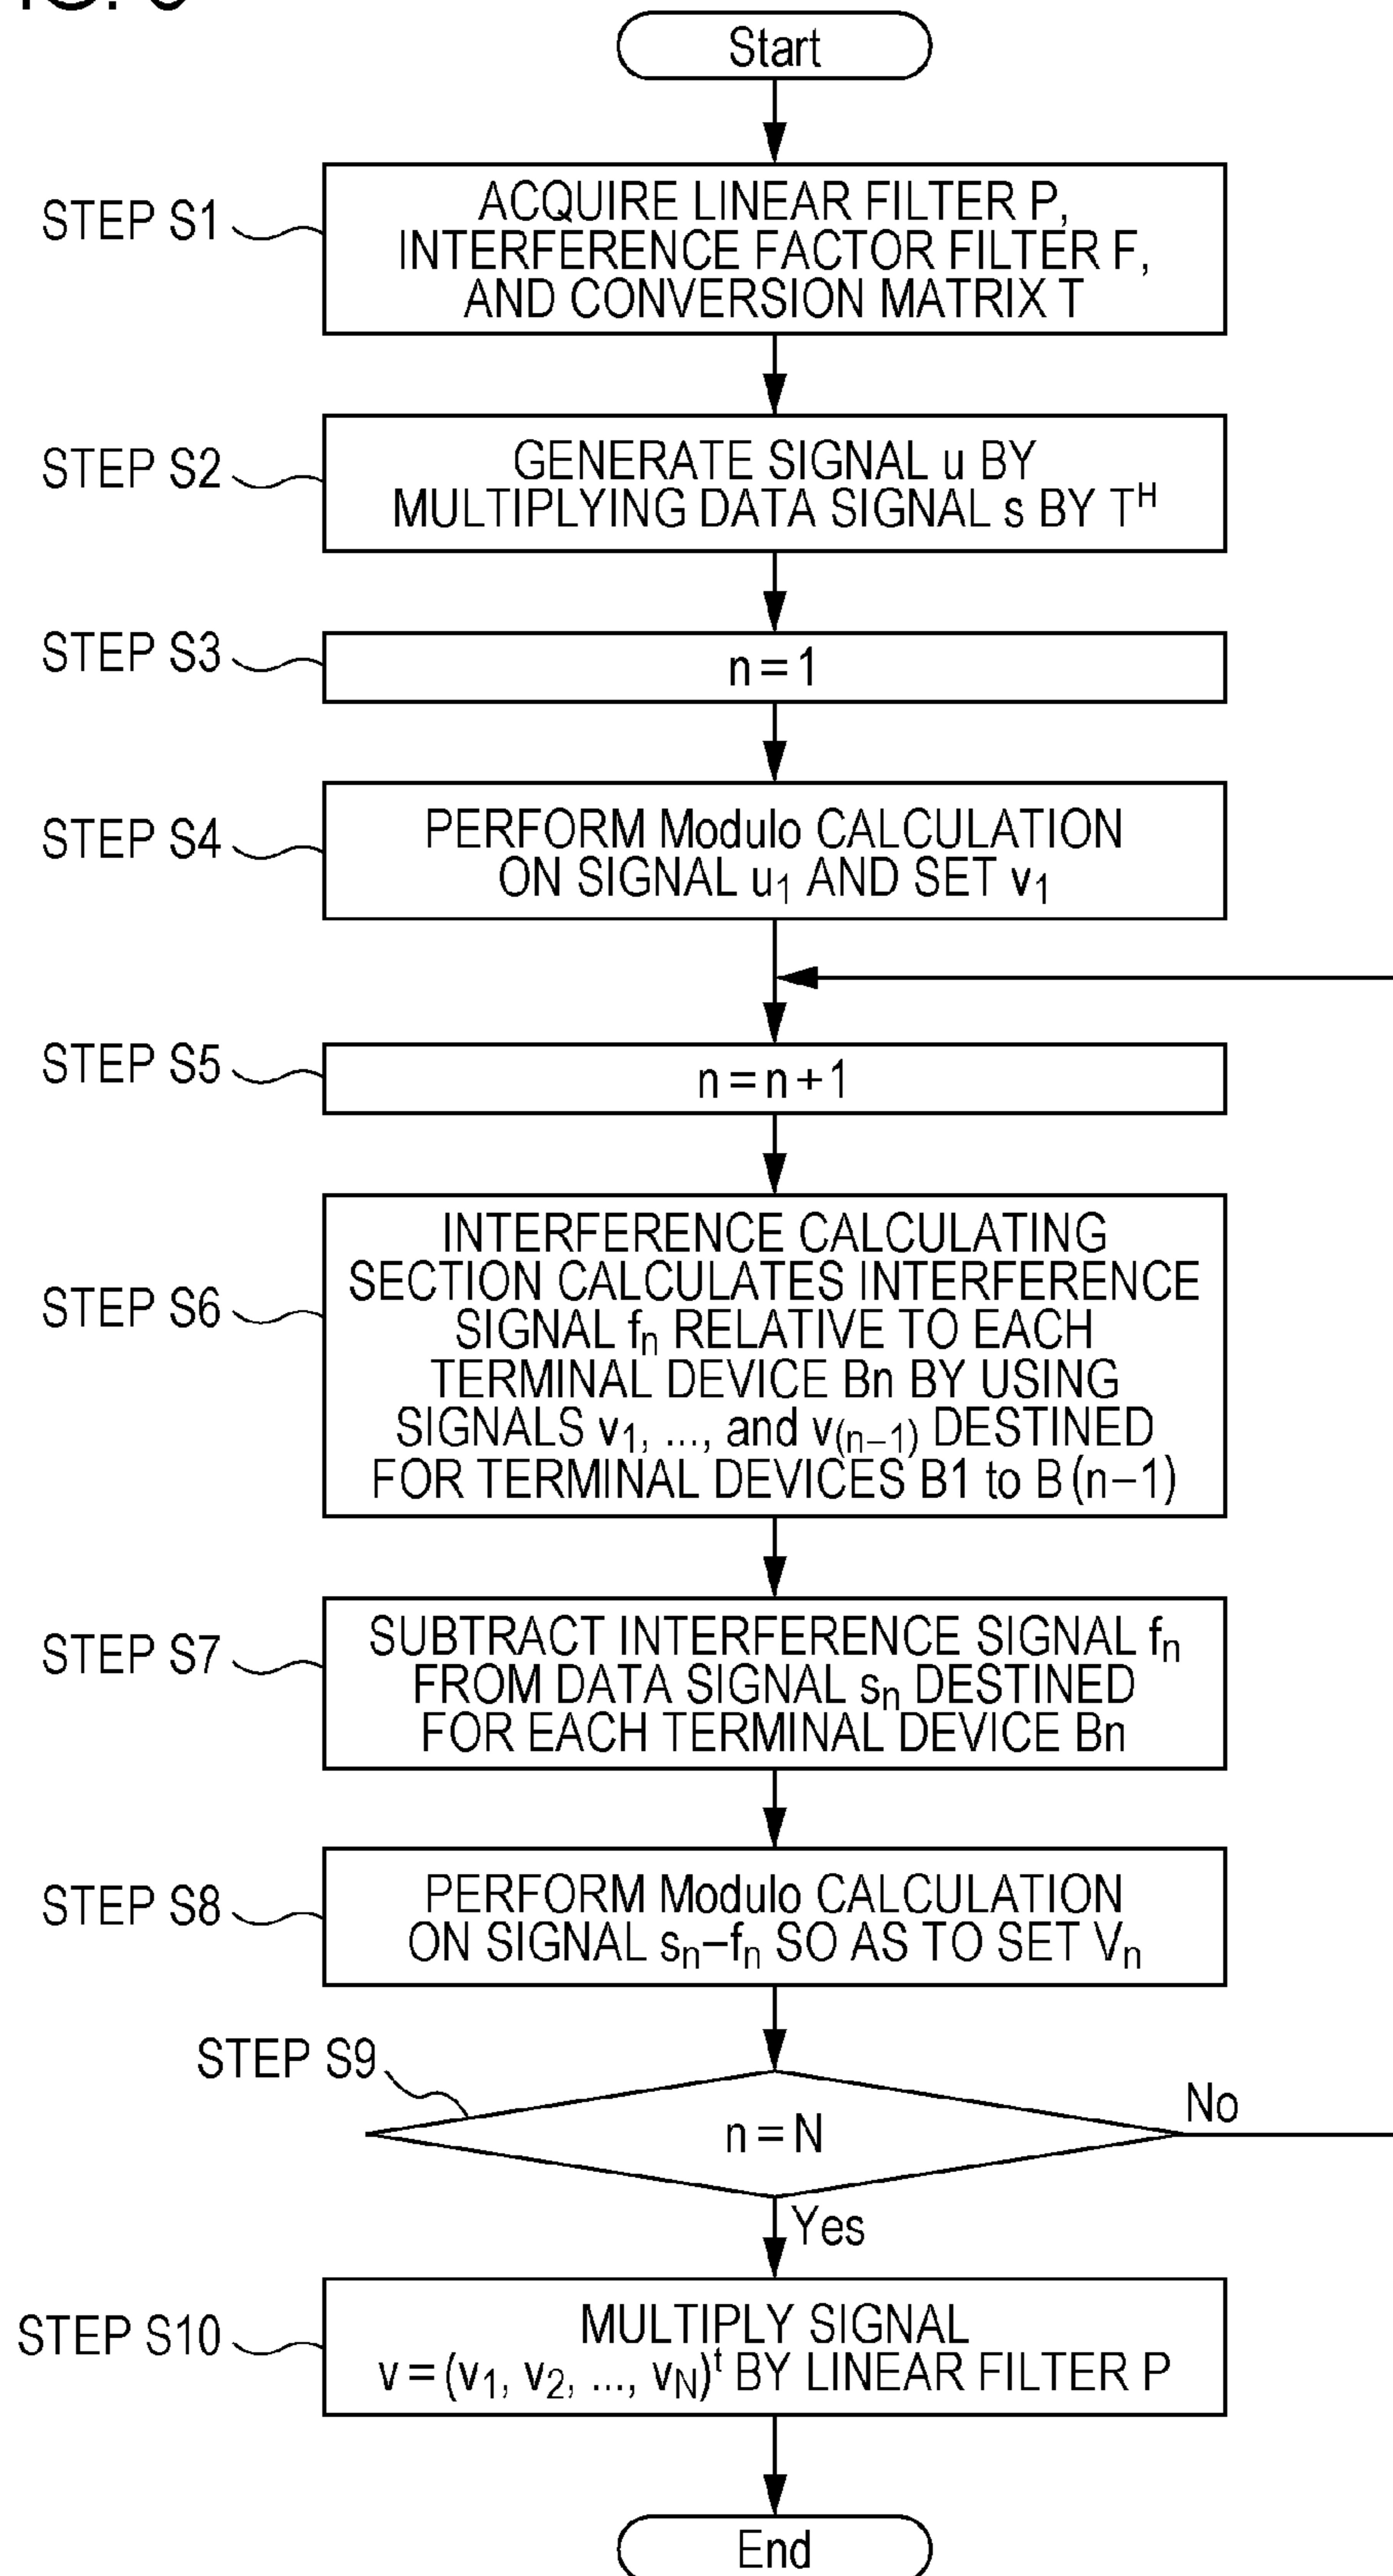 Start
STEP S1
ACQUIRE LINEAR FILTER P,
INTERFERENCE FACTOR FILTER F,
AND CONVERSION MATRIX T
STEP S2
GENERATE SIGNAL u BY
MULTIPLYING DATA SIGNAL s BY Tᴴ
STEP S3
n = 1
STEP S4
PERFORM Modulo CALCULATION
ON SIGNAL u₁ AND SET v₁
STEP S5
n = n + 1
STEP S6
INTERFERENCE CALCULATING
SECTION CALCULATES INTERFERENCE
SIGNAL fₙ RELATIVE TO EACH
TERMINAL DEVICE Bn BY USING
SIGNALS v₁, ..., and v₍ₙ₋₁₎ DESTINED
FOR TERMINAL DEVICES B1 to B (n−1)
STEP S7
SUBTRACT INTERFERENCE SIGNAL fₙ
FROM DATA SIGNAL sₙ DESTINED
FOR EACH TERMINAL DEVICE Bn
STEP S8
PERFORM Modulo CALCULATION
ON SIGNAL sₙ−fₙ SO AS TO SET Vₙ
STEP S9
n = N
No
Yes
STEP S10
MULTIPLY SIGNAL
v = (v₁, v₂, ..., v_N)ᵗ BY LINEAR FILTER P
End